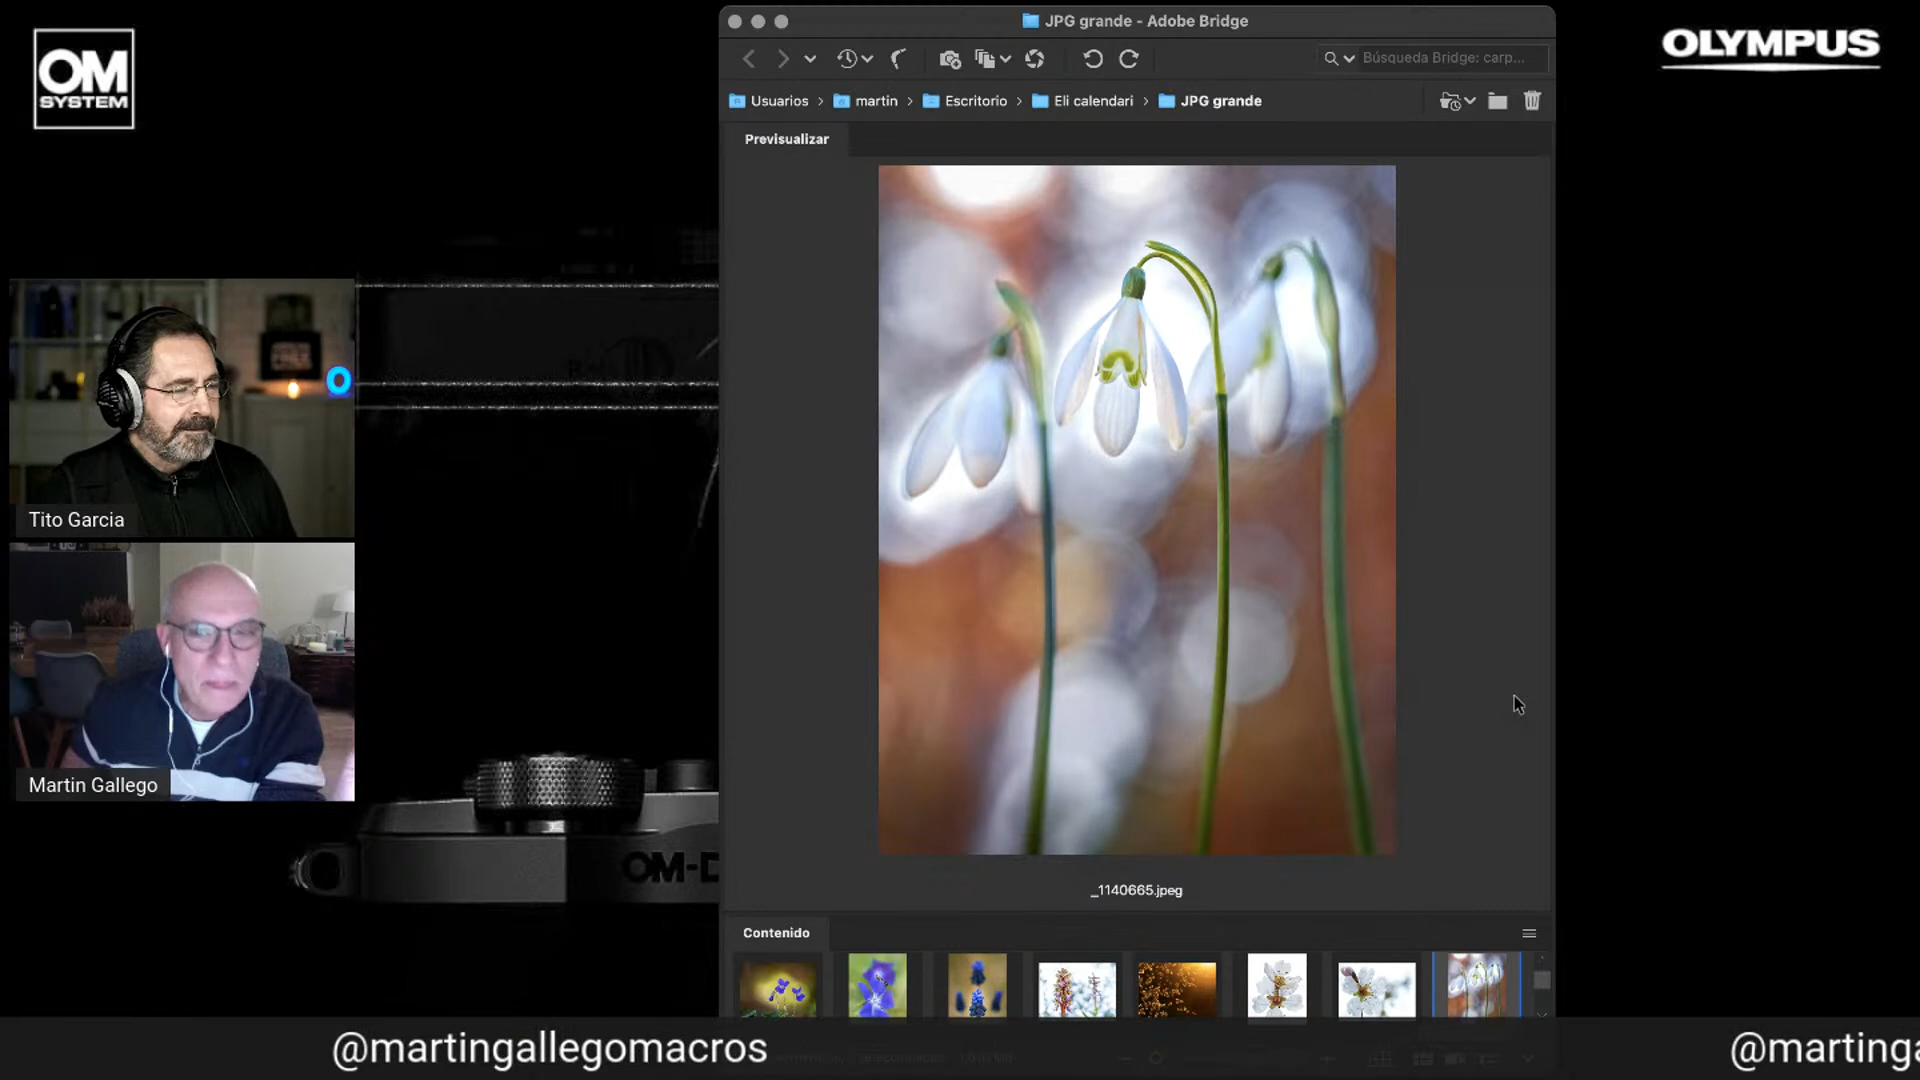 OM
SYSTEM
OLYMPUS
JPG grande - Adobe Bridge
Búsqueda Bridge: carp...
Usuarios
martin
Escritorio
Eli calendari
JPG grande
Previsualizar
Tito Garcia
Martin Gallego
OM-D
_1140665.jpeg
Contenido
@martingallegomacros
@martinga